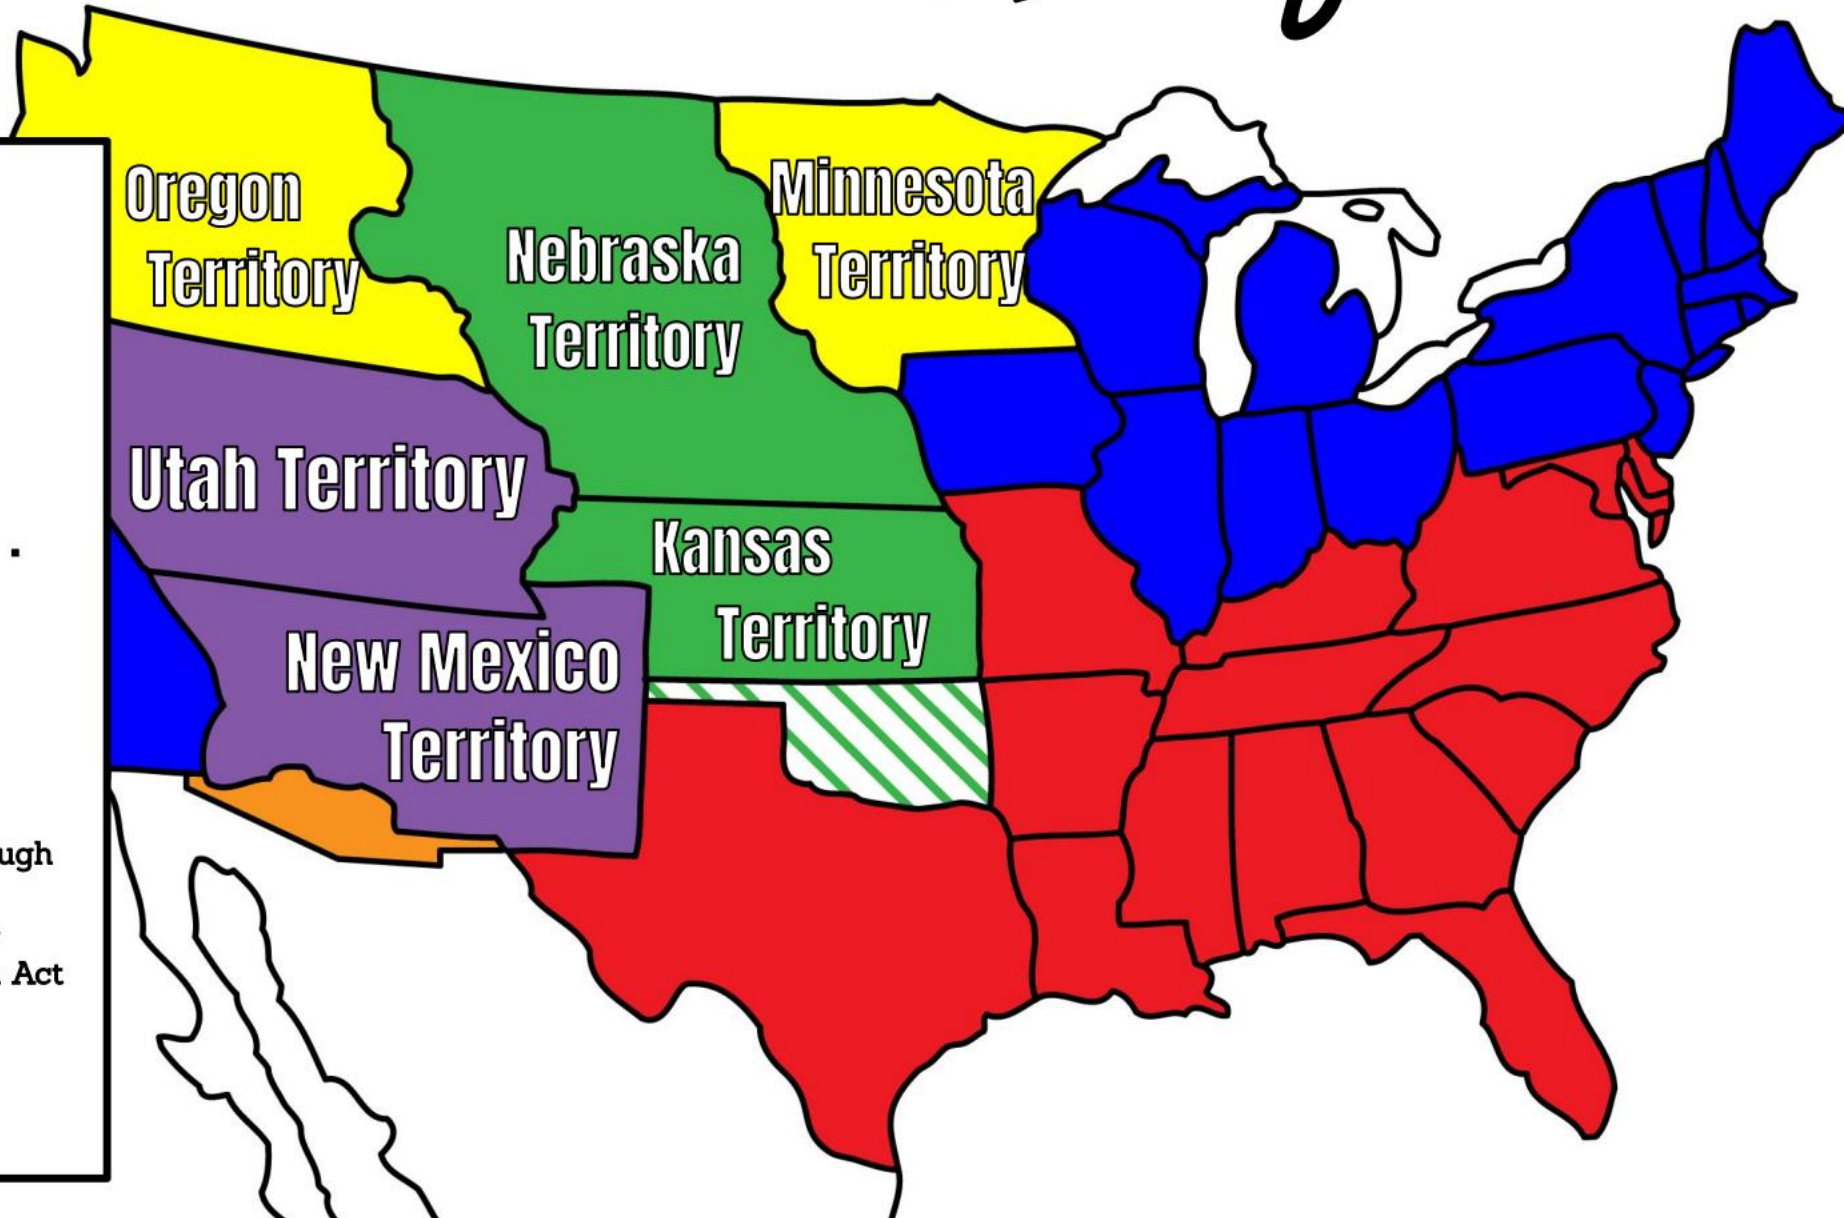 Oregon
Territory
Nebraska
Territory
Minnesota
Territory
Utah Territory
Kansas
Territory
New Mexico
Territory
.
ugh
Act